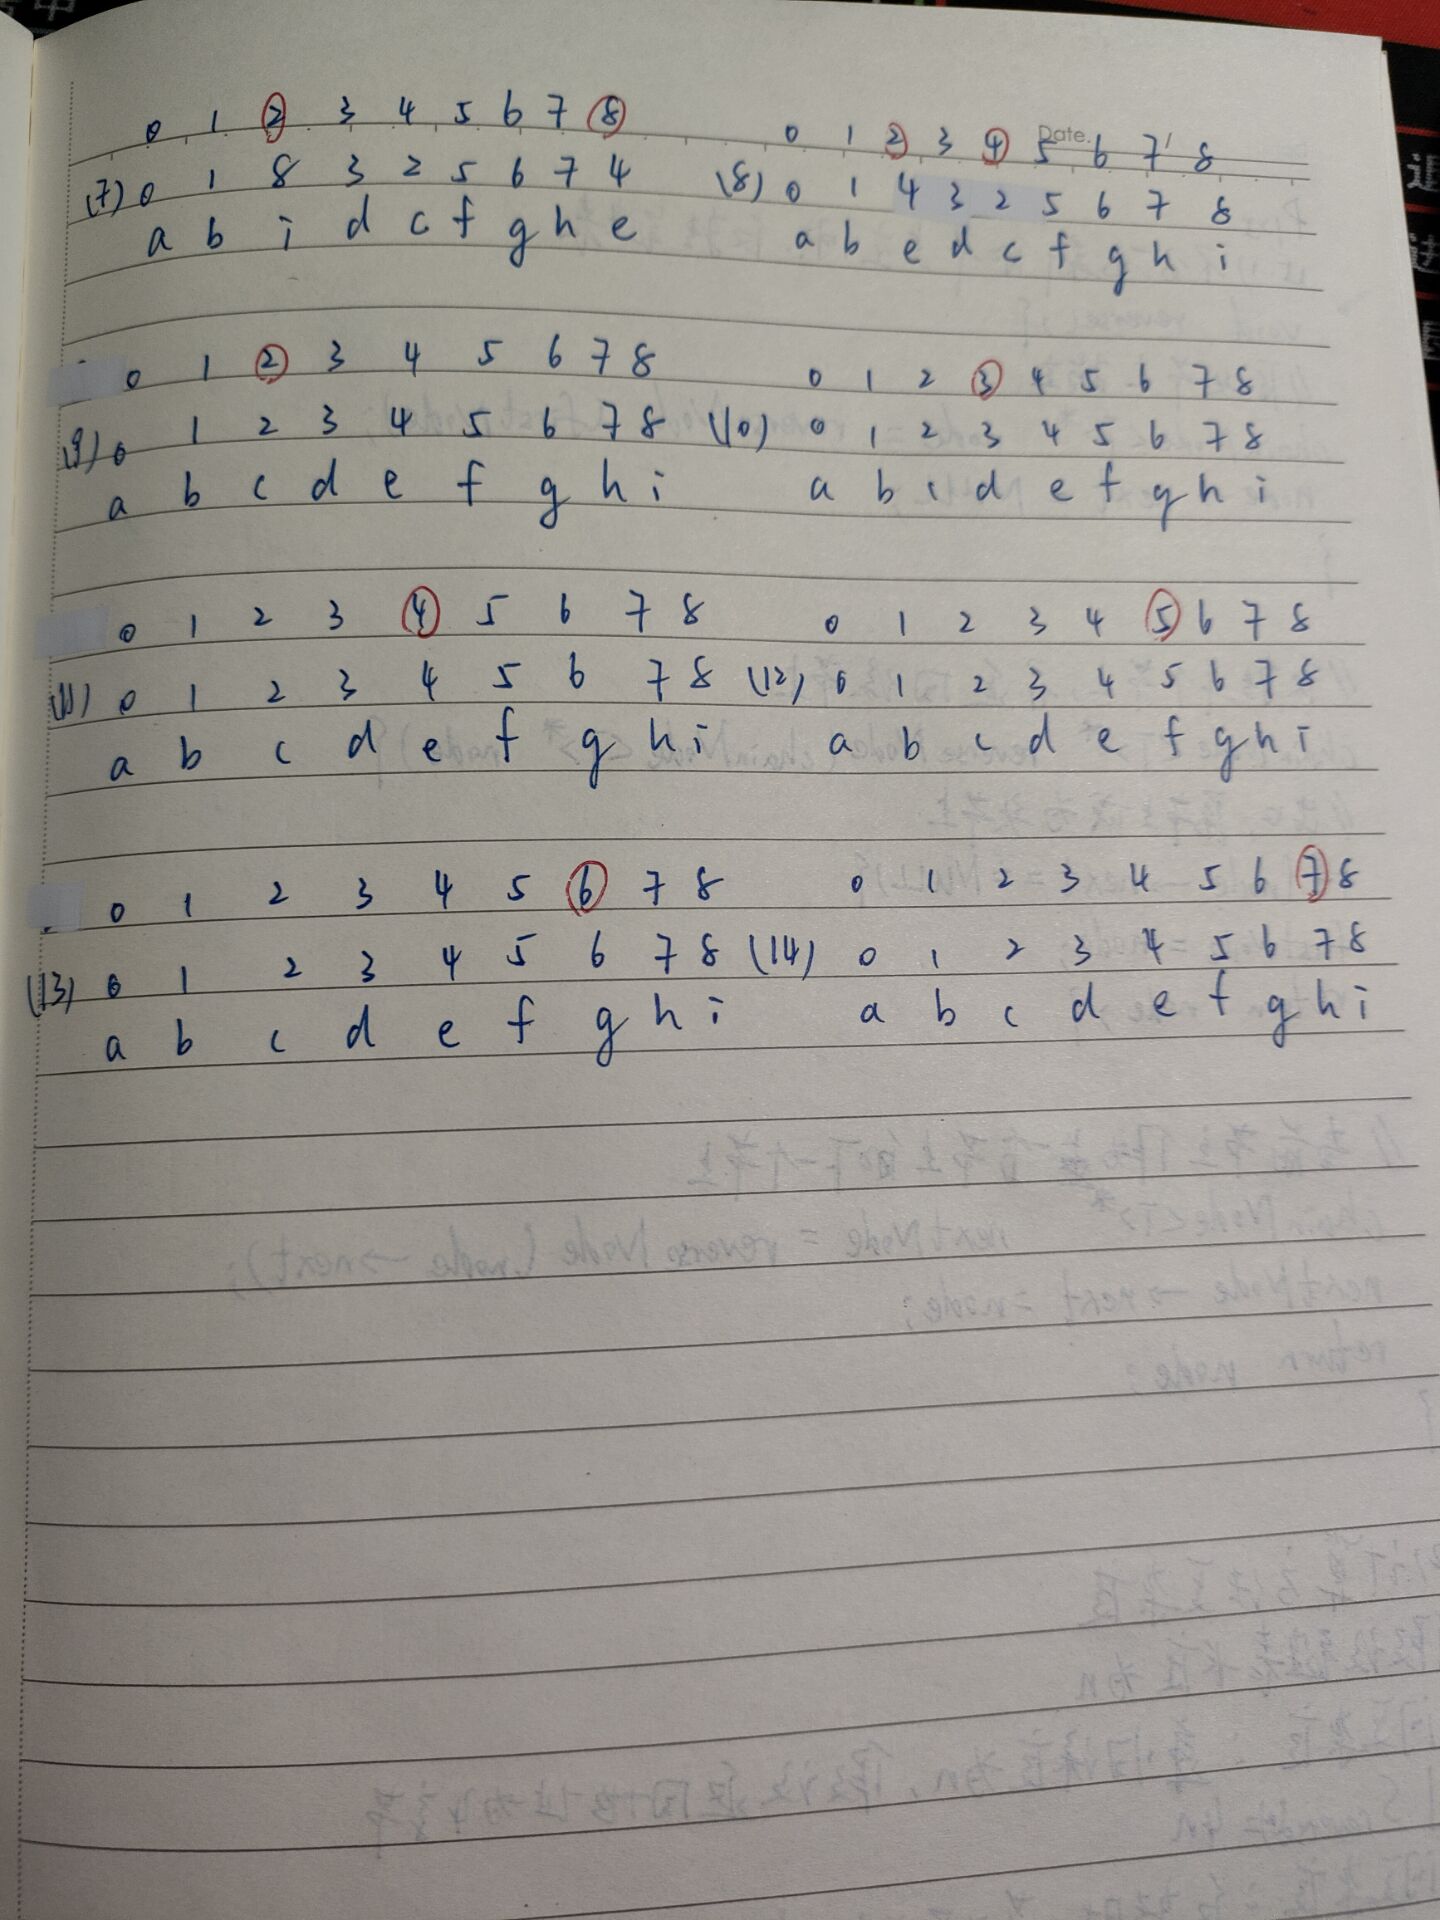 0 1 2 3 4 5 6 7 8
(7) 0 1 8 3 2 5 6 7 4
a b i d c f g h e
Date.
0 1 2 3 4 5 6 7 8
(8) 0 1 4 3 2 5 6 7 8
a b e d c f g h i
0 1 2 3 4 5 6 7 8
(9) 0 1 2 3 4 5 6 7 8
a b c d e f g h i
0 1 2 3 4 5 6 7 8
(10) 0 1 2 3 4 5 6 7 8
a b c d e f g h i
0 1 2 3 4 5 6 7 8
(11) 0 1 2 3 4 5 6 7 8
a b c d e f g h i
0 1 2 3 4 5 6 7 8
(12) 0 1 2 3 4 5 6 7 8
a b c d e f g h i
0 1 2 3 4 5 6 7 8
(13) 0 1 2 3 4 5 6 7 8
a b c d e f g h i
0 1 2 3 4 5 6 7 8
(14) 0 1 2 3 4 5 6 7 8
a b c d e f g h i